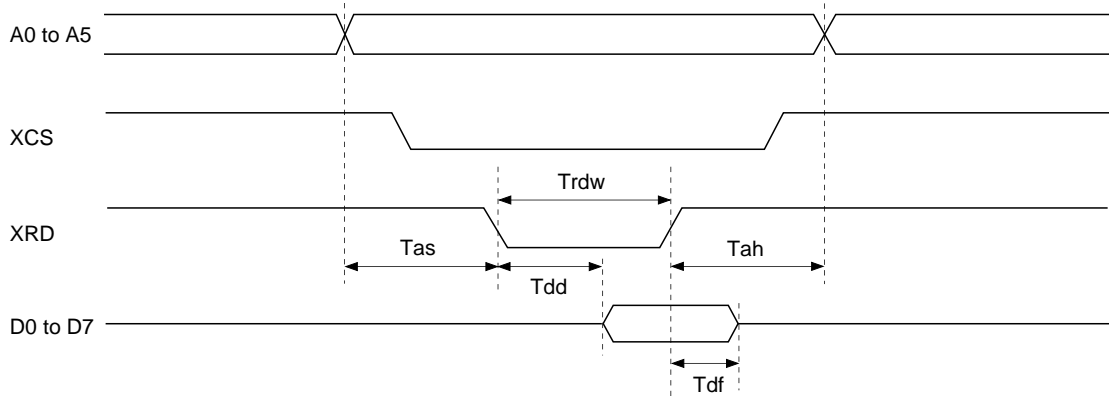 A0 to A5
XCS
Trdw
XRD
Tas
Tah
Tdd
D0 to D7
Tdf